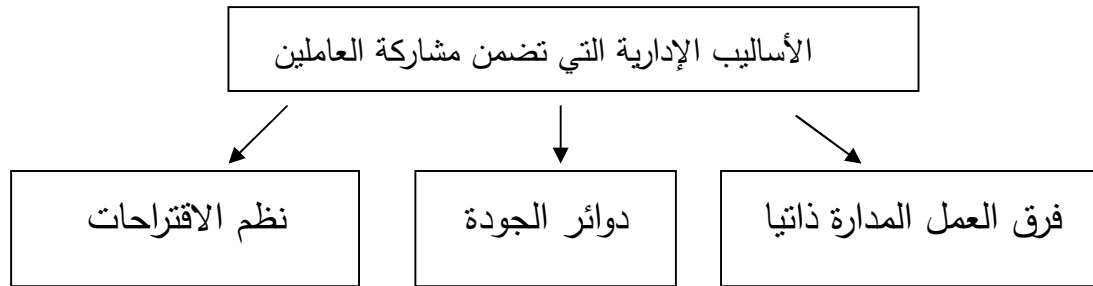 الأساليب الإدارية التي تضمن مشاركة العاملين
فرق العمل المدارة ذاتيا
دوائر الجودة
نظم الاقتراحات